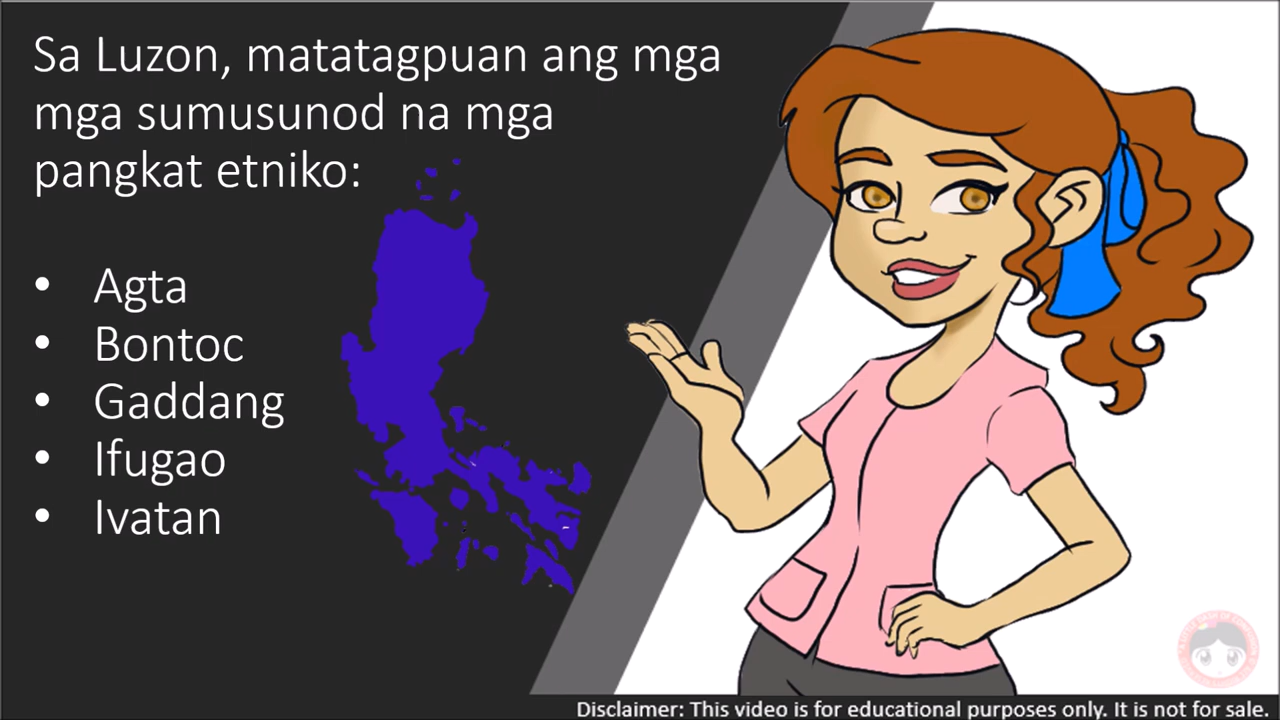 Sa Luzon, matatagpuan ang mga
mga sumusunod na mga
pangkat etniko:
• Agta
• Bontoc
• Gaddang
• Ifugao
• Ivatan
Disclaimer: This video is for educational purposes only. It is not for sale.